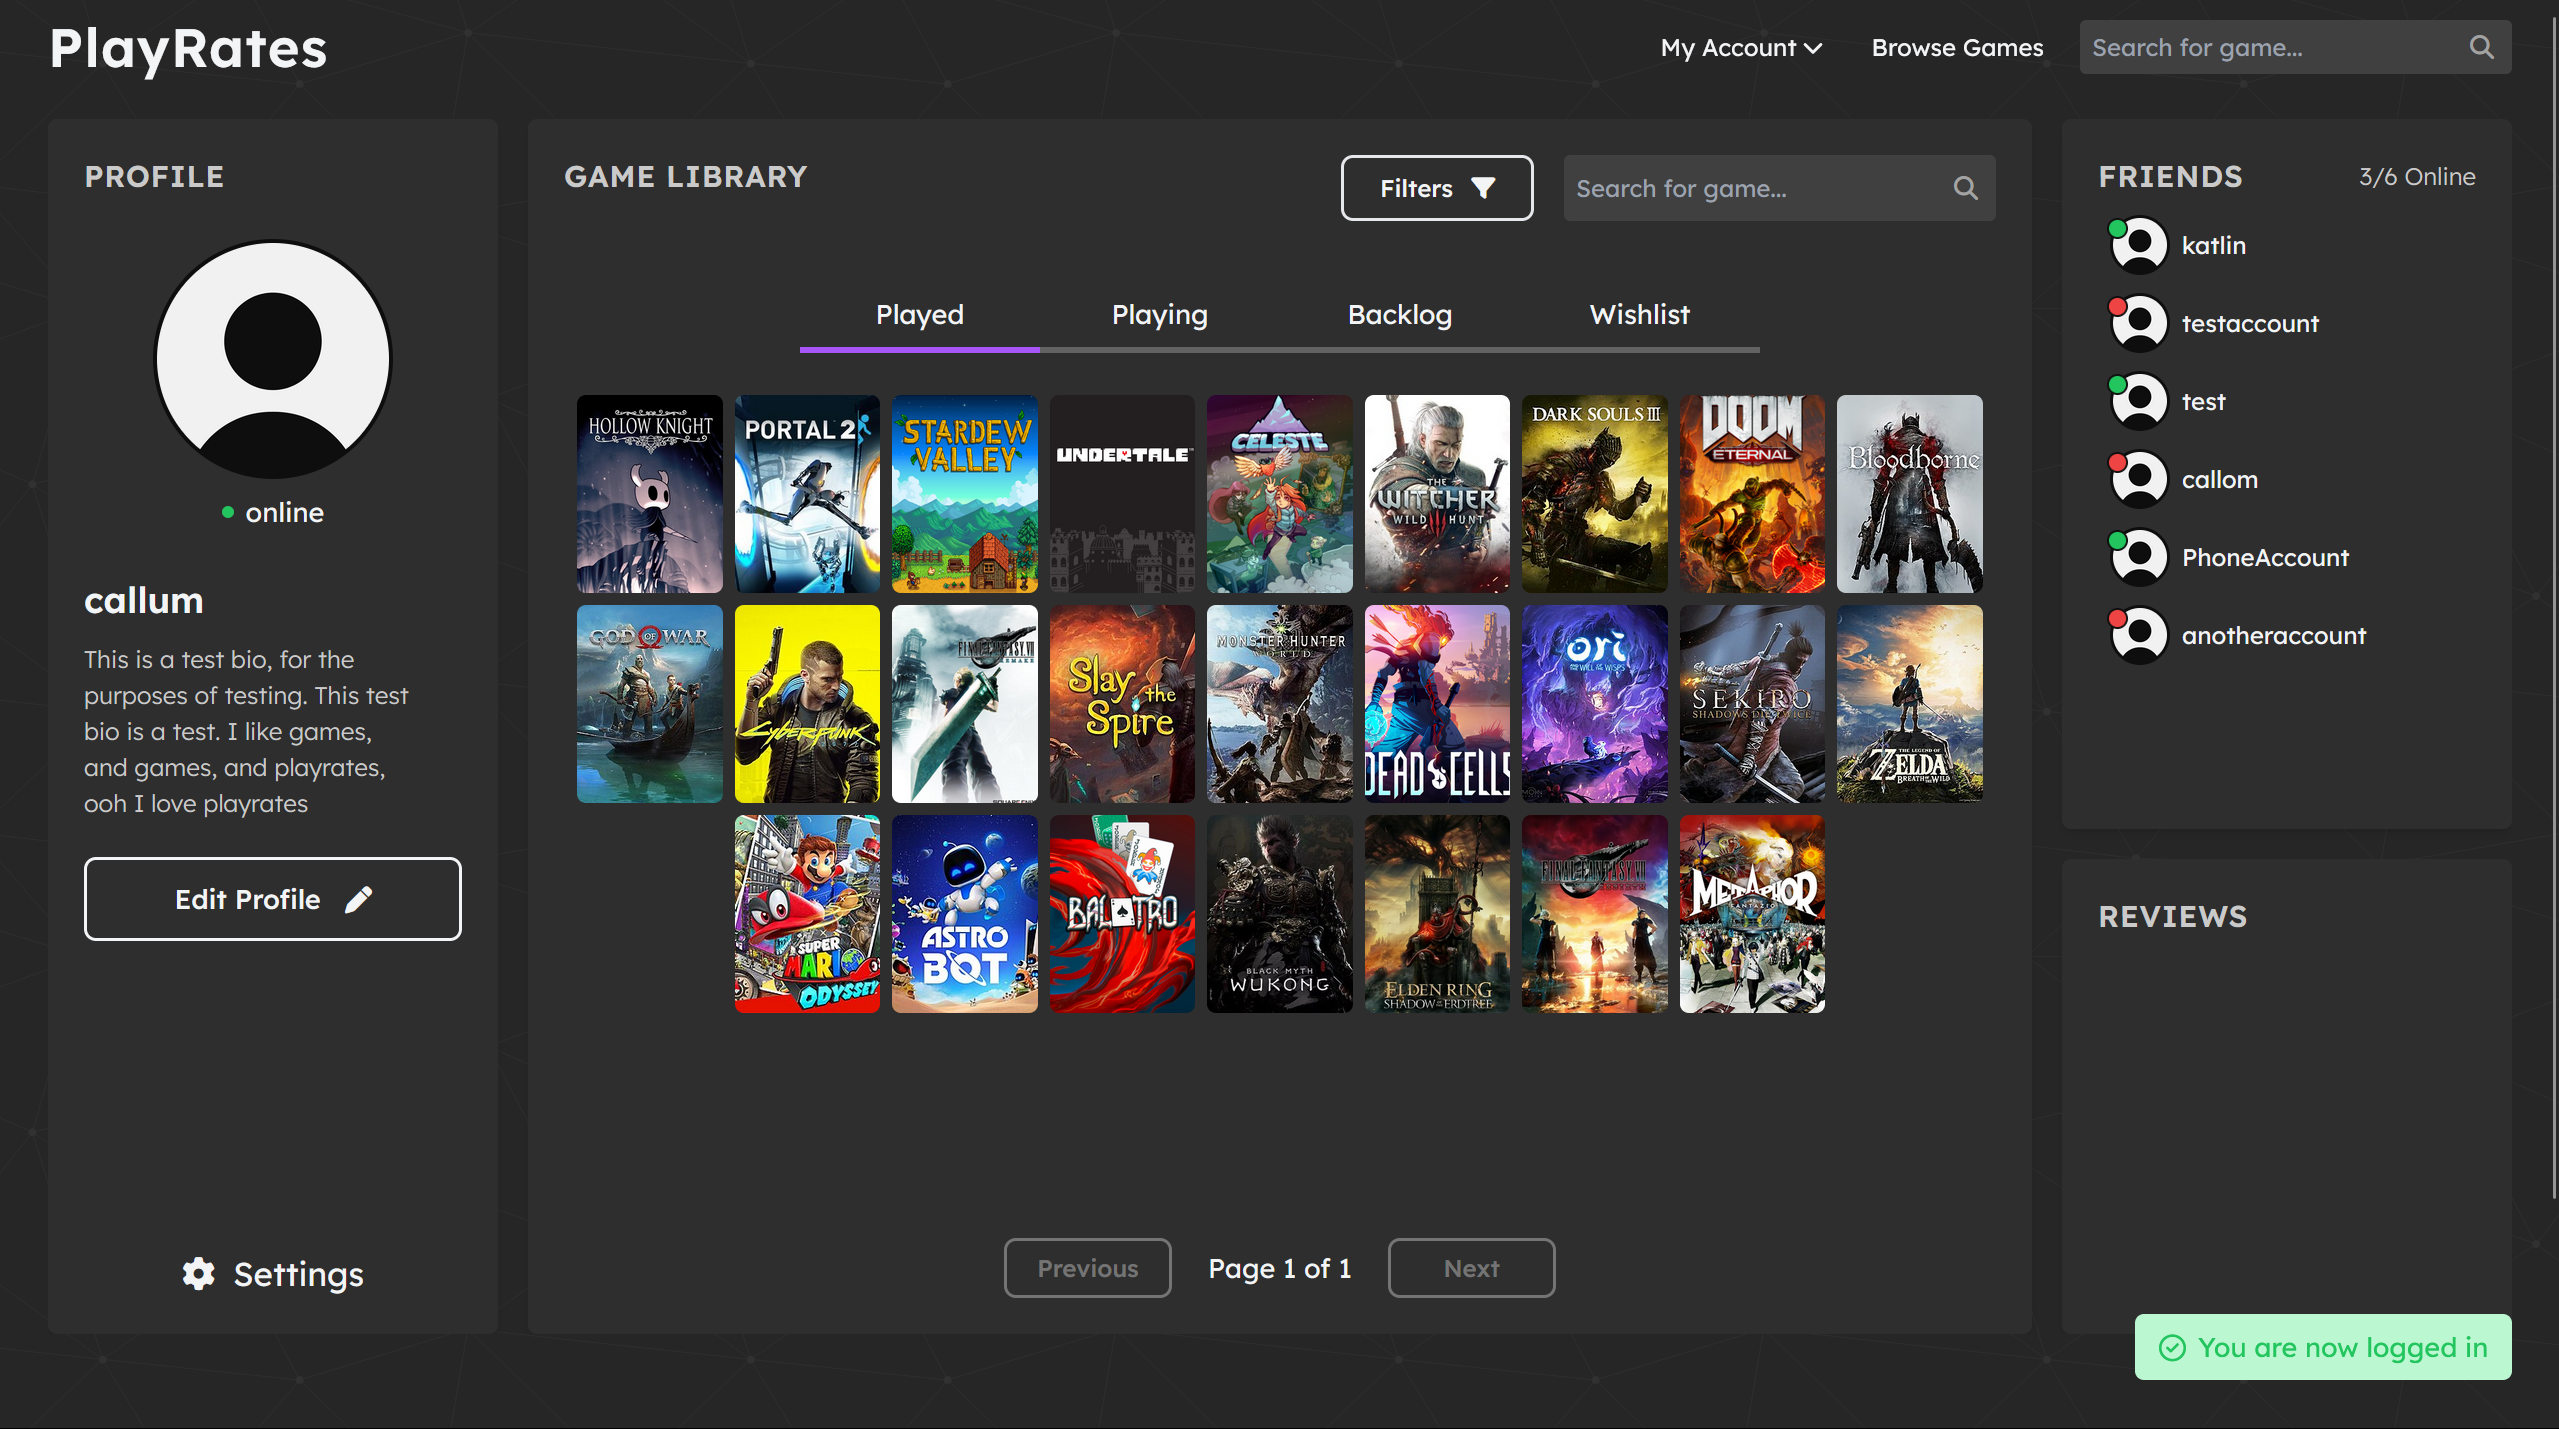 PlayRates
My Account
Browse Games
Search for game...
PROFILE
online
callum
This is a test bio, for the
purposes of testing. This test
bio is a test. I like games,
and games, and playrates,
ooh I love playrates
Edit Profile
Settings
GAME LIBRARY
Filters
Search for game...
Played
Playing
Backlog
Wishlist
HOLLOW KNIGHT
PORTAL 2
STARDEW
VALLEY
UNDERTALE
CELESTE
THE
WITCHER
WILD HUNT
DARK SOULS III
DOOM
ETERNAL
Bloodborne
GOD OF WAR
CYBERPUNK
FINAL FANTASY VII
REMAKE
SQUARE ENIX
Slay
the
Spire
MONSTER HUNTER
WORLD
DEAD CELLS
ori
AND THE WILL OF THE WISPS
SEKIRO
SHADOWS DIE TWICE
THE LEGEND OF
ZELDA
BREATH OF THE WILD
SUPER
MARIO
ODYSSEY
ASTRO
BOT
BALATRO
BLACK MYTH
WUKONG
ELDEN RING
SHADOW OF THE ERDTREE
FINAL FANTASY VII
METAPHOR
REFANTAZIO
Previous
Page 1 of 1
Next
FRIENDS
3/6 Online
katlin
testaccount
test
callom
PhoneAccount
anotheraccount
REVIEWS
You are now logged in